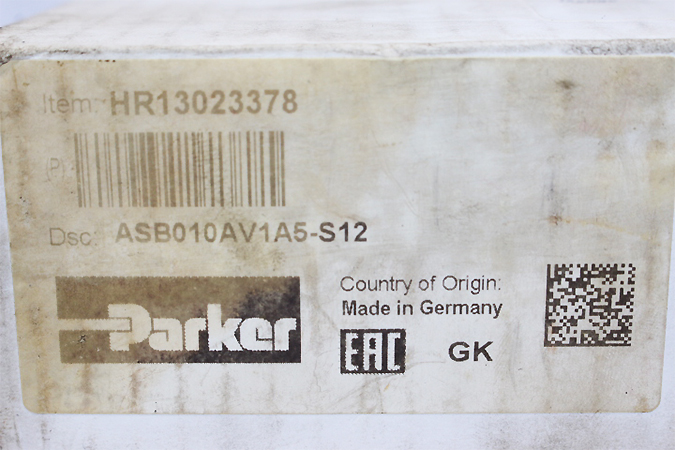 Item: HR13023378
(P)
Dsc: ASB010AV1A5-S12
Parker
Country of Origin:
Made in Germany
EAC
GK